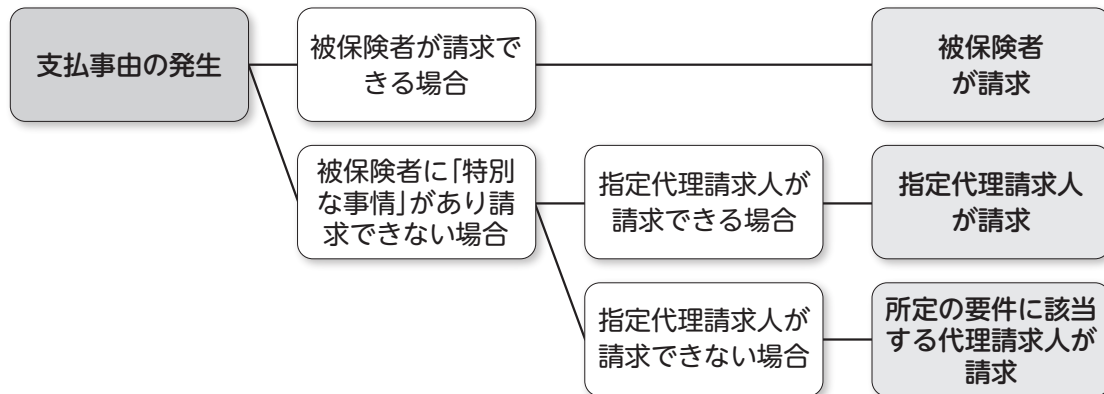 支払事由の発生
被保険者が請求で
きる場合
被保険者
が請求
被保険者に「特別
な事情」があり請
求できない場合
指定代理請求人が
請求できる場合
指定代理請求人
が請求
指定代理請求人が
請求できない場合
所定の要件に該当
する代理請求人が
請求